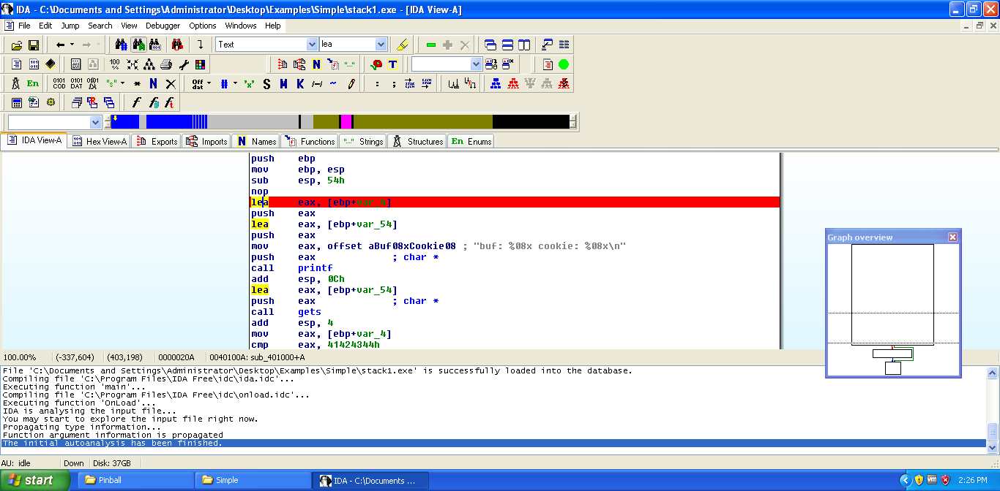 IDA - C:\Documents and Settings\Administrator\Desktop\Examples\Simple\stack1.exe - [IDA View-A]
File Edit Jump Search View Debugger Options Windows Help
Text lea
100 %
En 0101 COD 0101 DAT "s" * N Off dat # 'x' S M K : ;
IDA View-A Hex View-A Exports Imports N Names Functions Strings Structures En Enums
push ebp
mov ebp, esp
sub esp, 54h
nop
lea eax, [ebp+var_4]
push eax
lea eax, [ebp+var_54]
push eax
mov eax, offset aBuf08xCookie08 ; "buf: %08x cookie: %08x\n"
push eax ; char *
call printf
add esp, 0Ch
lea eax, [ebp+var_54]
push eax ; char *
call gets
add esp, 4
mov eax, [ebp+var_4]
cmp eax, 41424344h
Graph overview
100.00% (-337,604) (403,198) 0000020A 0040100A: sub_401000+A
File 'C:\Documents and Settings\Administrator\Desktop\Examples\Simple\stack1.exe' is successfully loaded into the database.
Compiling file 'C:\Program Files\IDA Free\idc\ida.idc'...
Executing function 'main'...
Compiling file 'C:\Program Files\IDA Free\idc\onload.idc'...
Executing function 'OnLoad'...
IDA is analysing the input file...
You may start to explore the input file right now.
Propagating type information...
Function argument information is propagated
The initial autoanalysis has been finished.
AU: idle Down Disk: 37GB
start Pinball Simple IDA - C:\Documents ... 2:26 PM